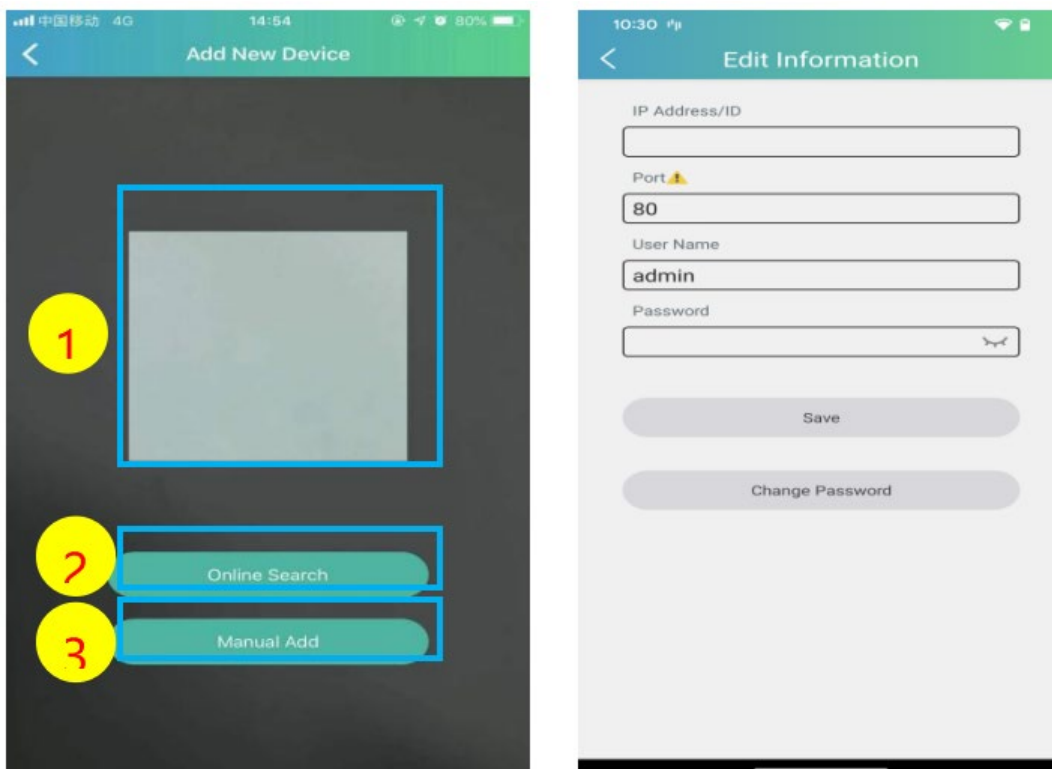 中国移动 4G 14:54 80%
Add New Device
1
2
Online Search
3
Manual Add
10:30
Edit Information
IP Address/ID
Port
80
User Name
admin
Password
Save
Change Password